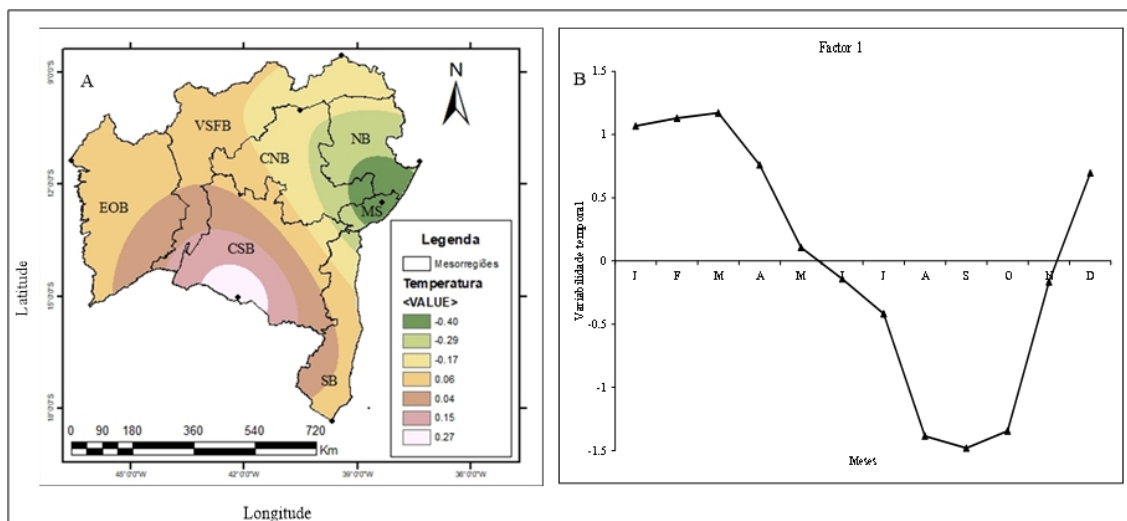 A
N
VSFB
NB
CNB
MS
EOB
CSB
SB
Legenda
Mesorregiões
Temperatura
<VALUE>
-0.40
-0.29
-0.17
0.06
0.04
0.15
0.27
0 90 180 360 540 720
Km
45°0'0"W 42°0'0"W 39°0'0"W 36°0'0"W
9°0'0"S
12°0'0"S
15°0'0"S
18°0'0"S
Latitude
Longitude
Factor 1
B
1.5
1
0.5
0
-0.5
-1
-1.5
Variabilidade temporal
J F M A M J J A S O N D
Meses